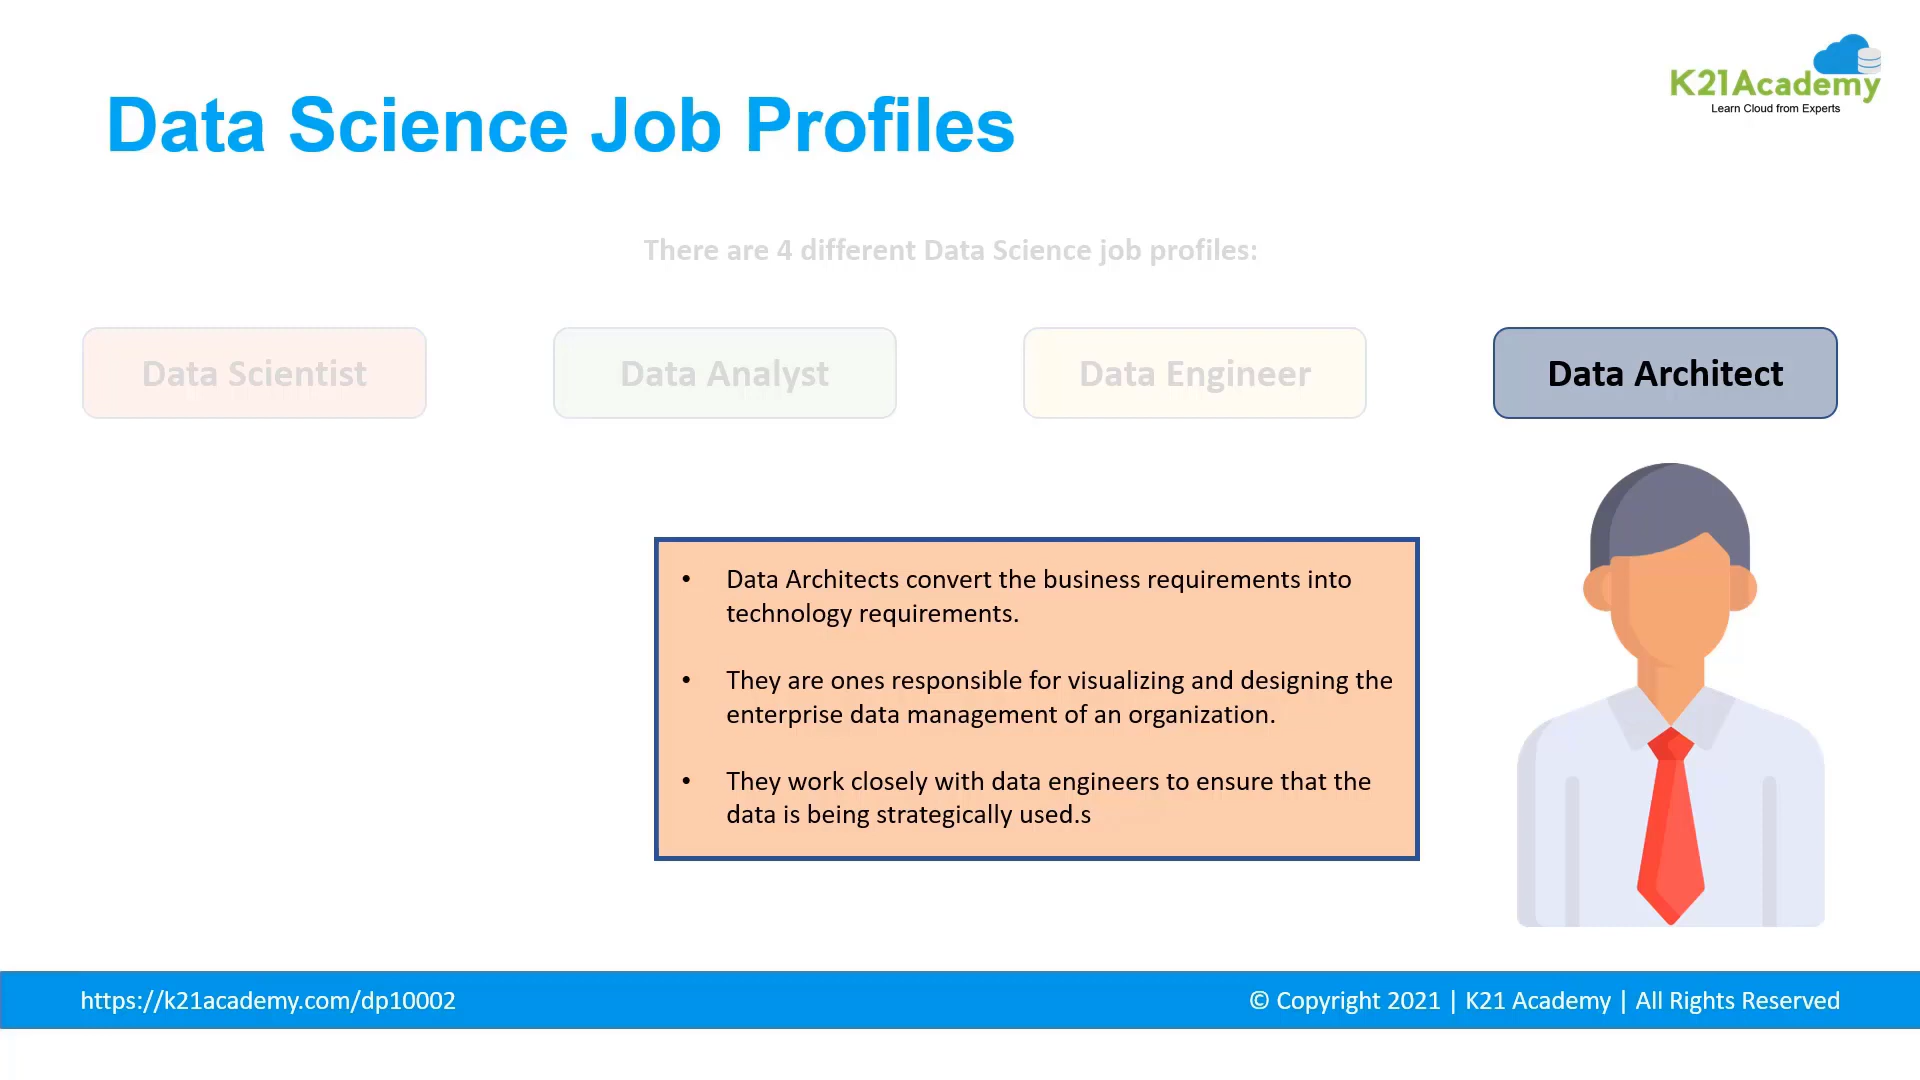 K21Academy
Learn Cloud from Experts
Data Science Job Profiles
There are 4 different Data Science job profiles:
Data Scientist
Data Analyst
Data Engineer
Data Architect
• Data Architects convert the business requirements into
technology requirements.
• They are ones responsible for visualizing and designing the
enterprise data management of an organization.
• They work closely with data engineers to ensure that the
data is being strategically used.s
https://k21academy.com/dp10002
© Copyright 2021 | K21 Academy | All Rights Reserved